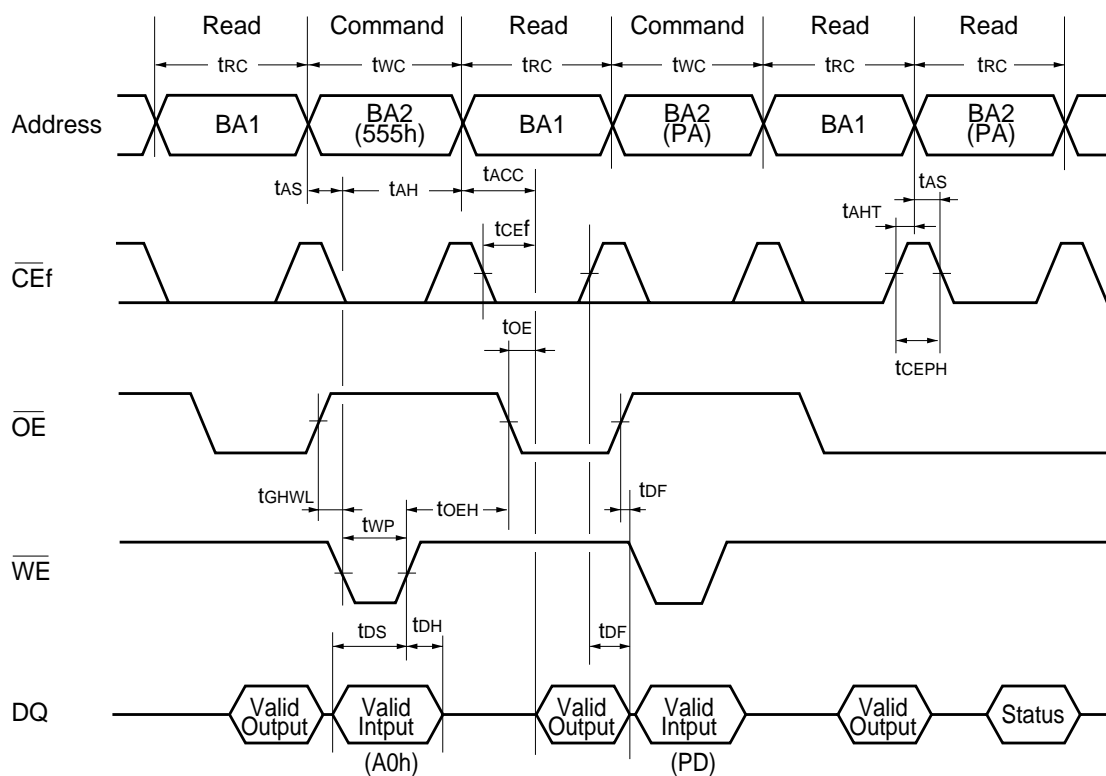 Read Command Read Command Read Read
tRC tWC tRC tWC tRC tRC
Address BA1 BA2 (555h) BA1 BA2 (PA) BA1 BA2 (PA)
tAS tAH tACC tAS
tAHT
tCEf
CEf
tOE
tCEPH
OE
tGHWL tWP tOEH tDF
WE
tDS tDH tDF
DQ Valid Output Valid Intput Valid Output Valid Intput Valid Output Status
(A0h) (PD)